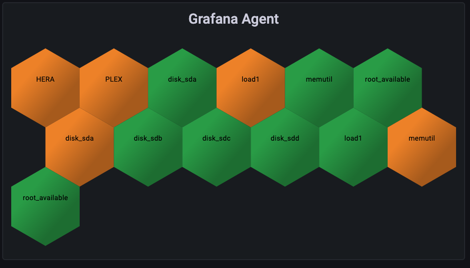 Grafana Agent
HERA
PLEX
disk_sda
load1
memutil
root_available
disk_sda
disk_sdb
disk_sdc
disk_sdd
load1
memutil
root_available